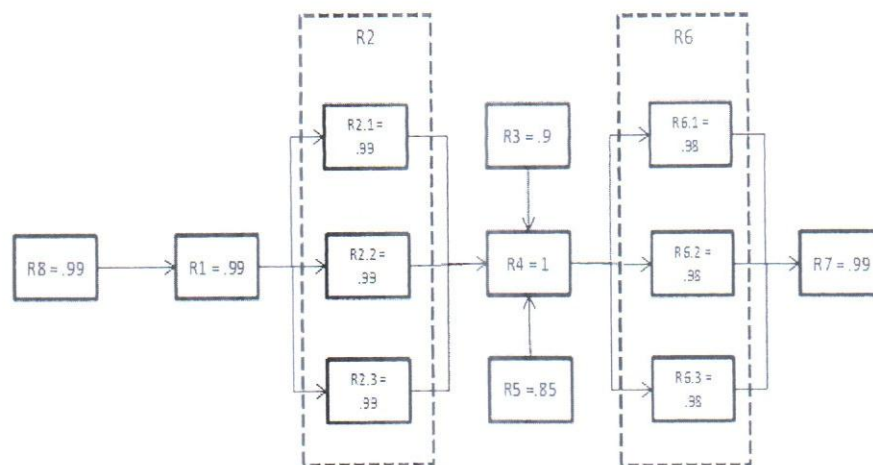 R2
R6
R2.1 =
.99
R3 = .9
R6.1 =
.98
R8 = .99
R1 = .99
R2.2 =
.99
R4 = 1
R6.2 =
.98
R7 = .99
R2.3 =
.99
R5 = .85
R6.3 =
.98